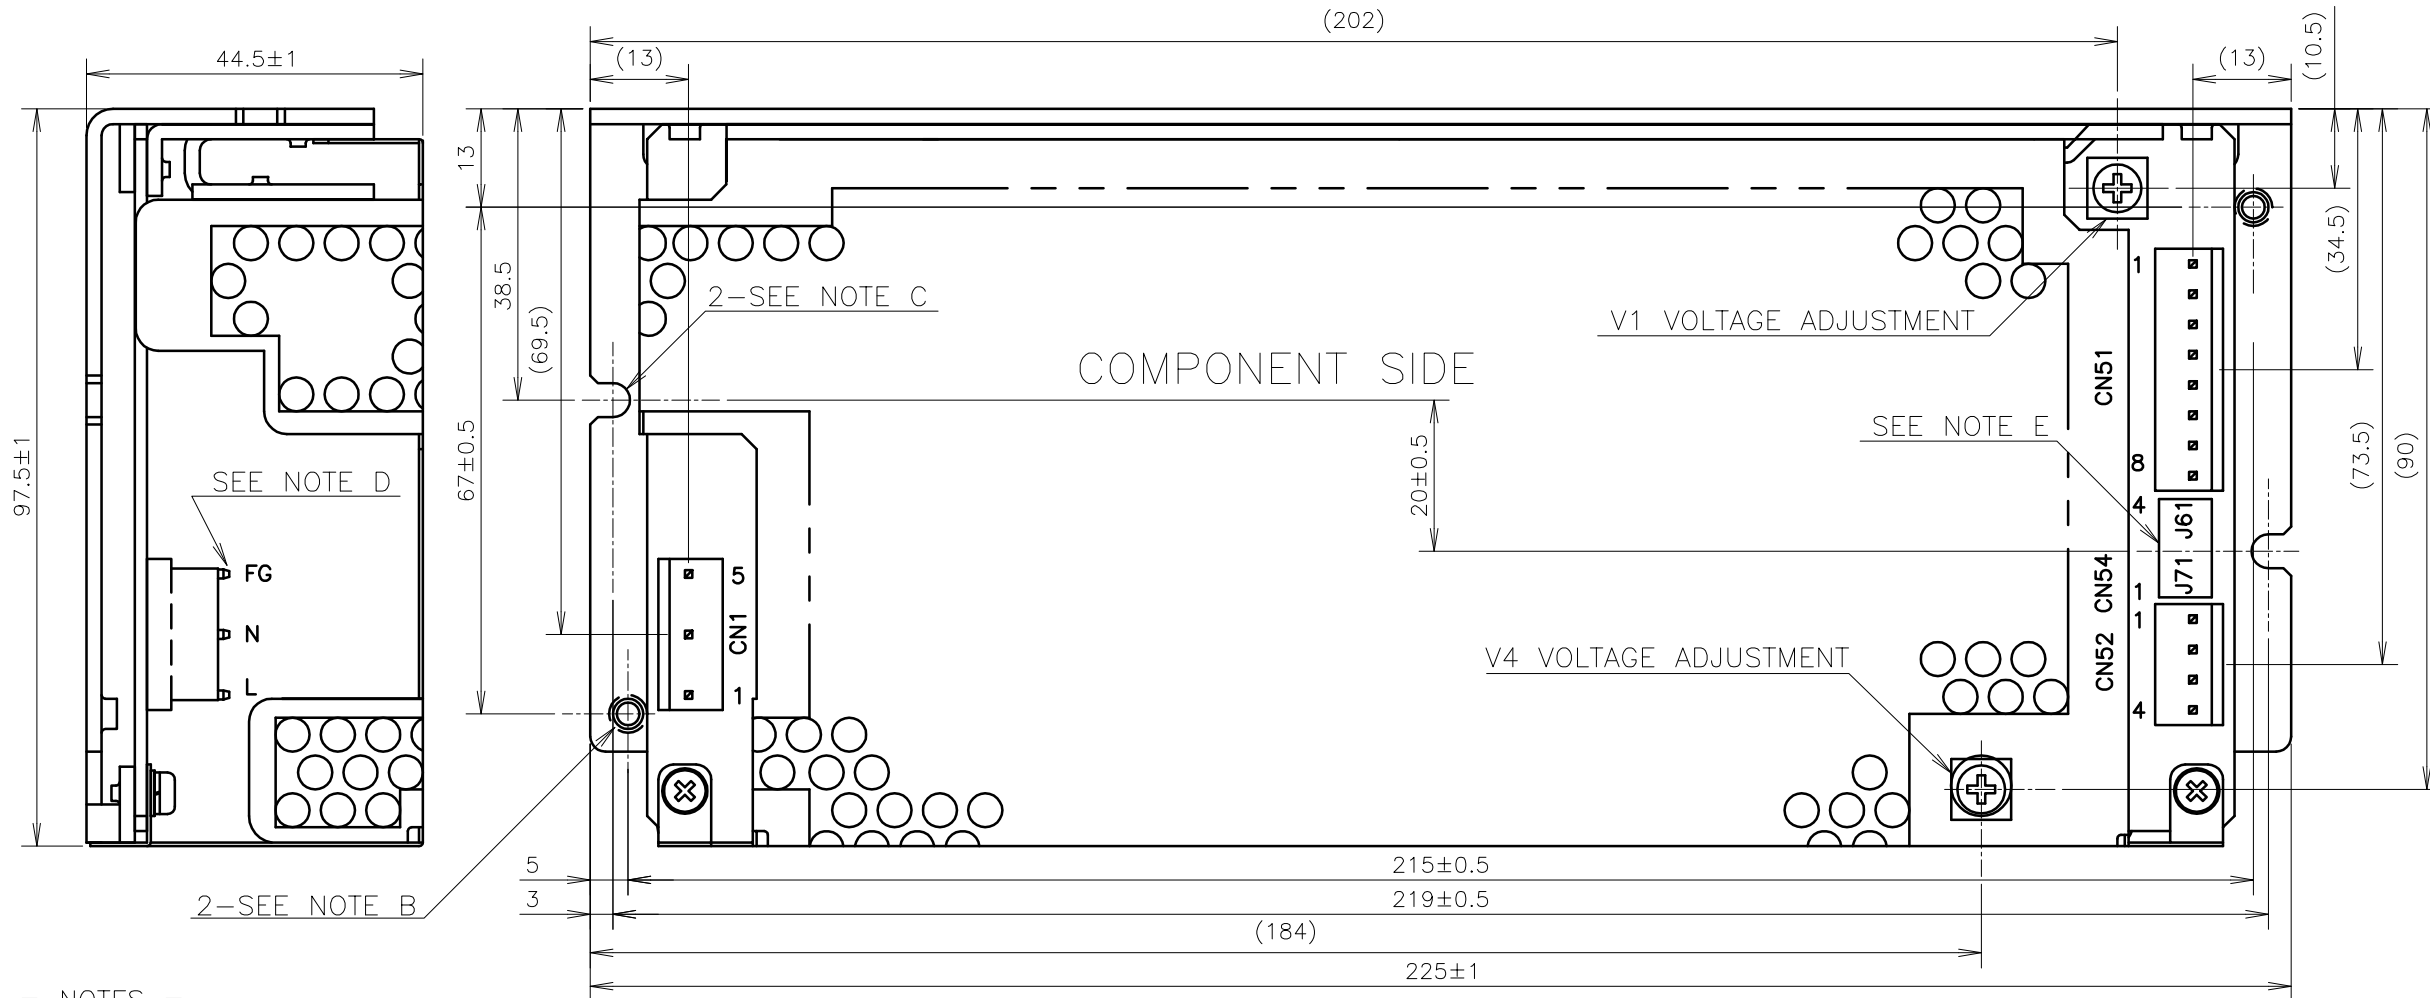 (202)
44.5±1
(13)
(13)
(10.5)
13
38.5
(69.5)
67±0.5
97.5±1
2-SEE NOTE C
COMPONENT SIDE
V1 VOLTAGE ADJUSTMENT
1
CN51
8
(34.5)
(73.5)
(90)
20±0.5
SEE NOTE E
4
J61
J71
CN54
1
SEE NOTE D
FG
N
L
5
CN1
1
1
CN52
4
V4 VOLTAGE ADJUSTMENT
2-SEE NOTE B
5
215±0.5
3
219±0.5
(184)
225±1